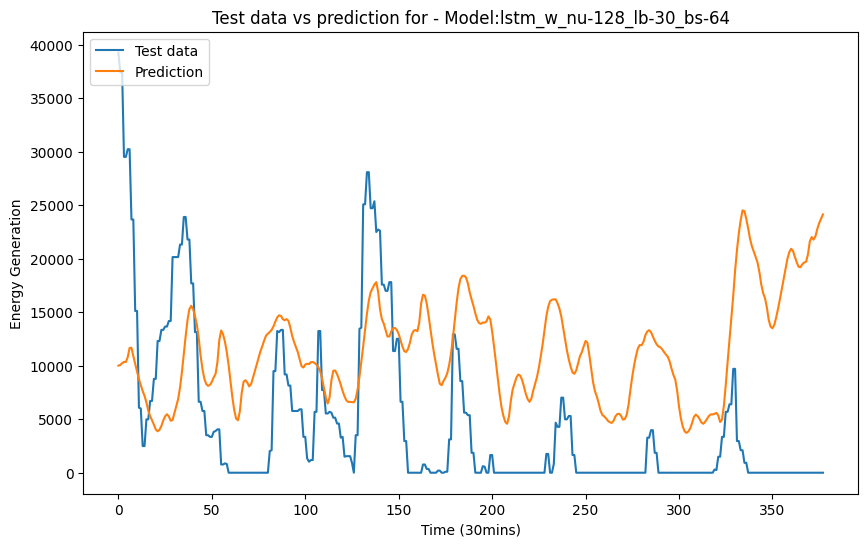 Test data vs prediction for - Model:lstm_w_nu-128_lb-30_bs-64
Test data
Prediction
Energy Generation
40000
35000
30000
25000
20000
15000
10000
5000
0
0 50 100 150 200 250 300 350
Time (30mins)